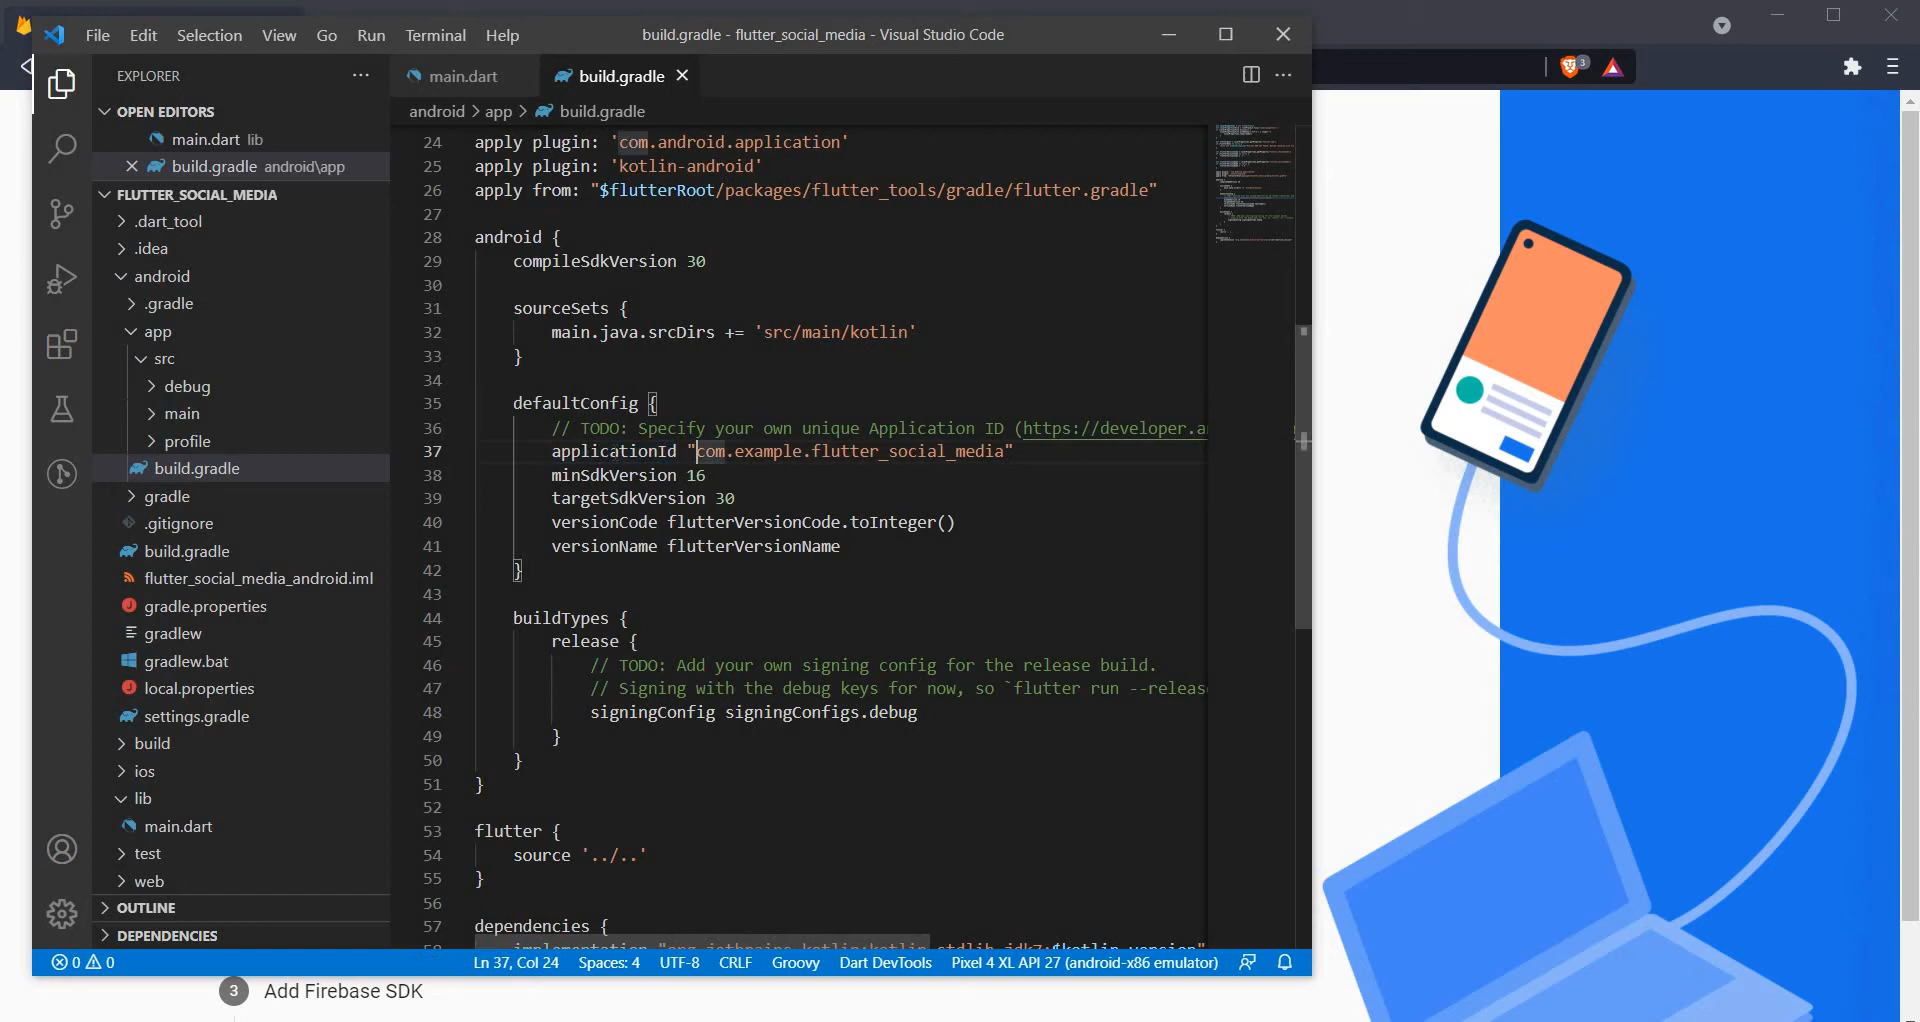 File Edit Selection View Go Run Terminal Help
build.gradle - flutter_social_media - Visual Studio Code
3
EXPLORER
OPEN EDITORS
main.dart lib
build.gradle android\app
FLUTTER_SOCIAL_MEDIA
.dart_tool
.idea
android
.gradle
app
src
debug
main
profile
build.gradle
gradle
.gitignore
build.gradle
flutter_social_media_android.iml
gradle.properties
gradlew
gradlew.bat
local.properties
settings.gradle
build
ios
lib
main.dart
test
web
OUTLINE
DEPENDENCIES
main.dart
build.gradle
android > app > build.gradle
24 apply plugin: 'com.android.application'
25 apply plugin: 'kotlin-android'
26 apply from: "$flutterRoot/packages/flutter_tools/gradle/flutter.gradle"
27
28 android {
29 compileSdkVersion 30
30
31 sourceSets {
32 main.java.srcDirs += 'src/main/kotlin'
33 }
34
35 defaultConfig {
36 // TODO: Specify your own unique Application ID (https://developer.a
37 applicationId "com.example.flutter_social_media"
38 minSdkVersion 16
39 targetSdkVersion 30
40 versionCode flutterVersionCode.toInteger()
41 versionName flutterVersionName
42 }
43
44 buildTypes {
45 release {
46 // TODO: Add your own signing config for the release build.
47 // Signing with the debug keys for now, so `flutter run --release
48 signingConfig signingConfigs.debug
49 }
50 }
51 }
52
53 flutter {
54 source '../..'
55 }
56
57 dependencies {
58 implementation "org.jetbrains.kotlin:kotlin-stdlib-jdk7:$kotlin_version"
0 0
Ln 37, Col 24 Spaces: 4 UTF-8 CRLF Groovy Dart DevTools Pixel 4 XL API 27 (android-x86 emulator)
3 Add Firebase SDK